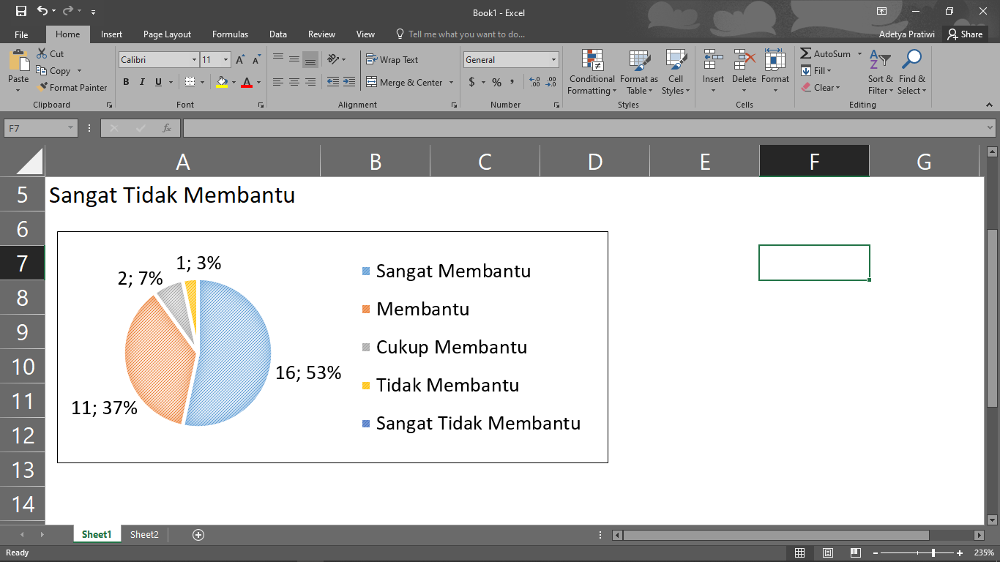 Book1 - Excel
File Home Insert Page Layout Formulas Data Review View Tell me what you want to do... Adetya Pratiwi Share
Paste
Cut
Copy
Format Painter
Clipboard
Calibri 11
B I U A
Font
Wrap Text
Merge & Center
Alignment
General
$ % ,
Number
Conditional Formatting
Format as Table
Cell Styles
Styles
Insert Delete Format
Cells
AutoSum
Fill
Clear
Sort & Filter
Find & Select
Editing
F7 fx
A B C D E F G
5 Sangat Tidak Membantu
6
7
8
9
10
11
12
13
14
1; 3%
2; 7%
16; 53%
11; 37%
Sangat Membantu
Membantu
Cukup Membantu
Tidak Membantu
Sangat Tidak Membantu
Sheet1 Sheet2
Ready 235%